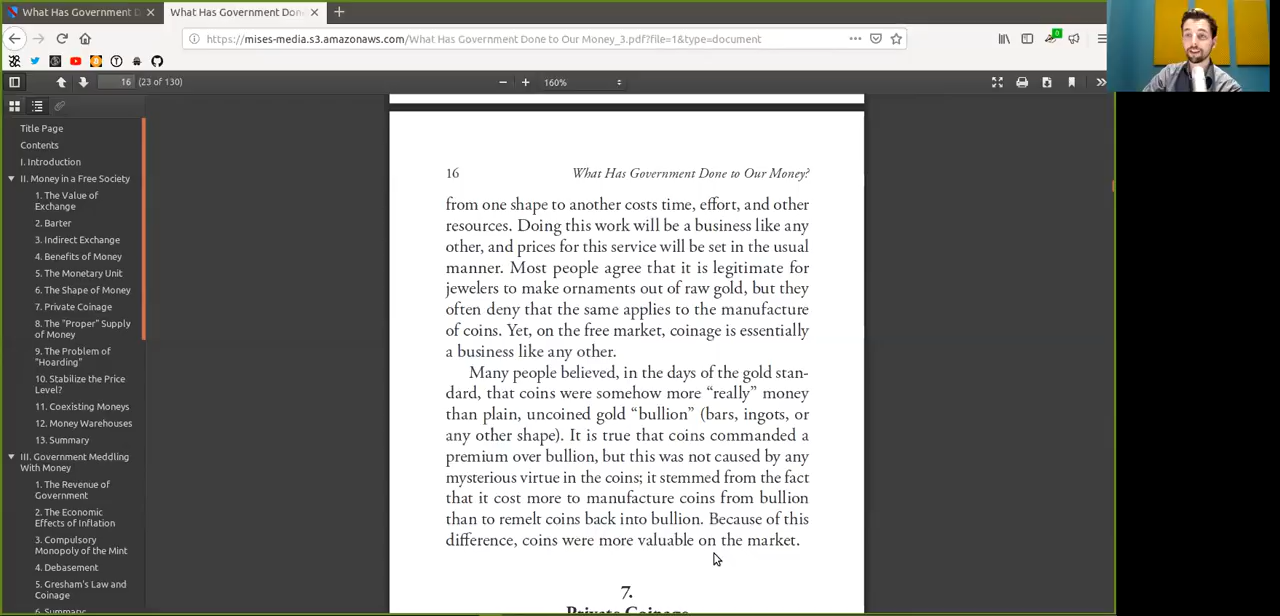 What Has Government D
What Has Government Don
https://mises-media.s3.amazonaws.com/What Has Government Done to Our Money_3.pdf?file=1&type=document
0
16 (23 of 130)
160%
Title Page
Contents
I. Introduction
II. Money in a Free Society
1. The Value of
Exchange
2. Barter
3. Indirect Exchange
4. Benefits of Money
5. The Monetary Unit
6. The Shape of Money
7. Private Coinage
8. The "Proper" Supply
of Money
9. The Problem of
"Hoarding"
10. Stabilize the Price
Level?
11. Coexisting Moneys
12. Money Warehouses
13. Summary
III. Government Meddling
With Money
1. The Revenue of
Government
2. The Economic
Effects of Inflation
3. Compulsory
Monopoly of the Mint
4. Debasement
5. Gresham's Law and
Coinage
6. Summary
16 What Has Government Done to Our Money?
from one shape to another costs time, effort, and other
resources. Doing this work will be a business like any
other, and prices for this service will be set in the usual
manner. Most people agree that it is legitimate for
jewelers to make ornaments out of raw gold, but they
often deny that the same applies to the manufacture
of coins. Yet, on the free market, coinage is essentially
a business like any other.
Many people believed, in the days of the gold stan-
dard, that coins were somehow more “really” money
than plain, uncoined gold “bullion” (bars, ingots, or
any other shape). It is true that coins commanded a
premium over bullion, but this was not caused by any
mysterious virtue in the coins; it stemmed from the fact
that it cost more to manufacture coins from bullion
than to remelt coins back into bullion. Because of this
difference, coins were more valuable on the market.
7.
Private Coinage